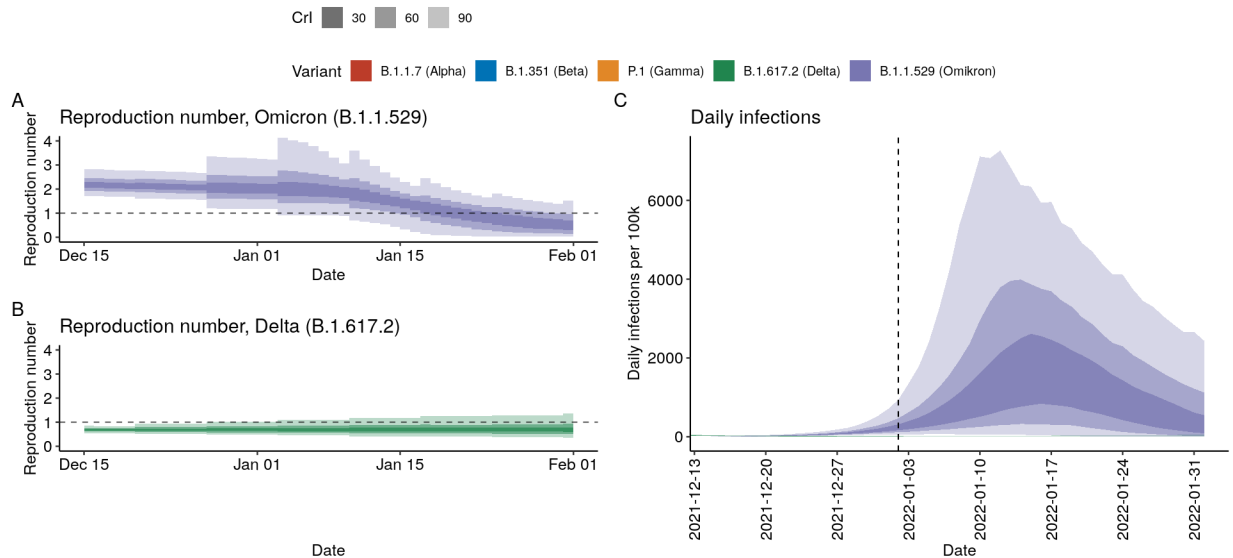 CrI 30 60 90
Variant B.1.1.7 (Alpha) B.1.351 (Beta) P.1 (Gamma) B.1.617.2 (Delta) B.1.1.529 (Omikron)
A
Reproduction number, Omicron (B.1.1.529)
Reproduction number
4
3
2
1
0
Dec 15 Jan 01 Jan 15 Feb 01
Date
B
Reproduction number, Delta (B.1.617.2)
Reproduction number
4
3
2
1
0
Dec 15 Jan 01 Jan 15 Feb 01
Date
C
Daily infections
Daily infections per 100k
6000
4000
2000
0
2021-12-13
2021-12-20
2021-12-27
2022-01-03
2022-01-10
2022-01-17
2022-01-24
2022-01-31
Date